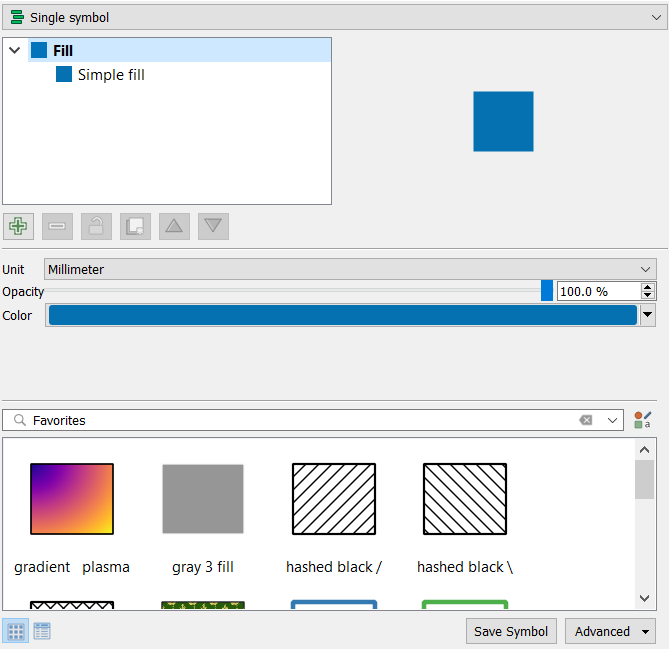 Single symbol
Fill
Simple fill
Unit
Millimeter
Opacity
100.0 %
Color
Favorites
a
gradient plasma
gray 3 fill
hashed black /
hashed black \
Save Symbol
Advanced